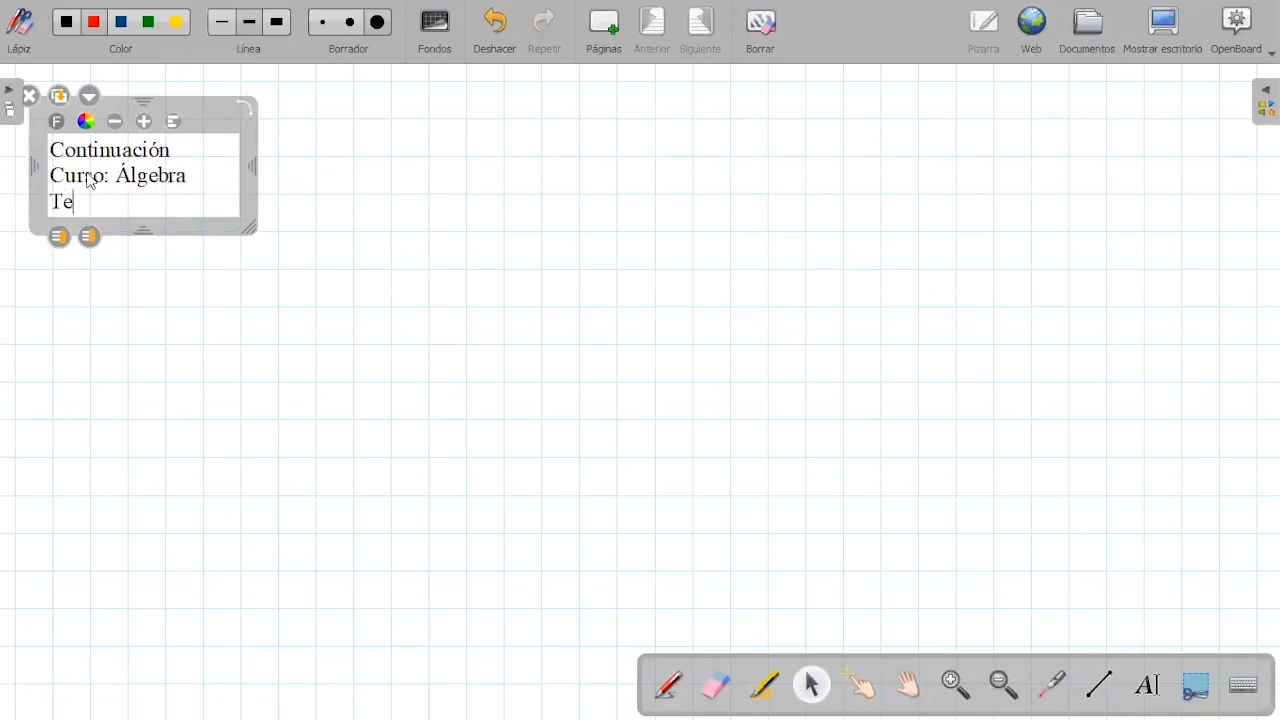 Lápiz
Color
Línea
Borrador
Fondos
Deshacer
Repetir
Páginas
Anterior
Siguiente
Borrar
Pizarra
Web
Documentos
Mostrar escritorio
OpenBoard
F
Continuación
Curso: Álgebra
Te
A